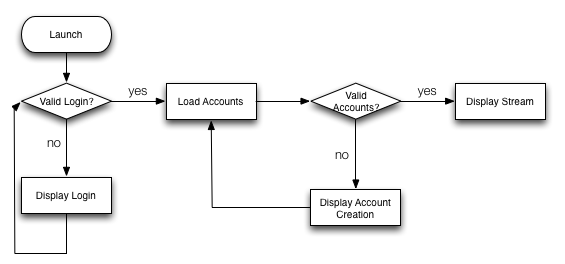 Launch
Valid Login?
yes
Load Accounts
Valid
Accounts?
yes
Display Stream
no
no
Display Login
Display Account
Creation